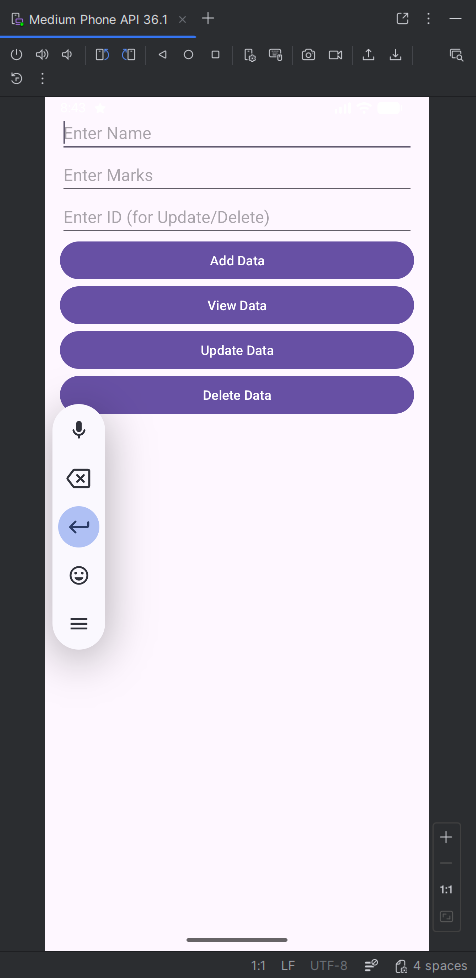 Medium Phone API 36.1
Enter Name
Enter Marks
Enter ID (for Update/Delete)
Add Data
View Data
Update Data
Delete Data
1:1
1:1 LF UTF-8 4 spaces